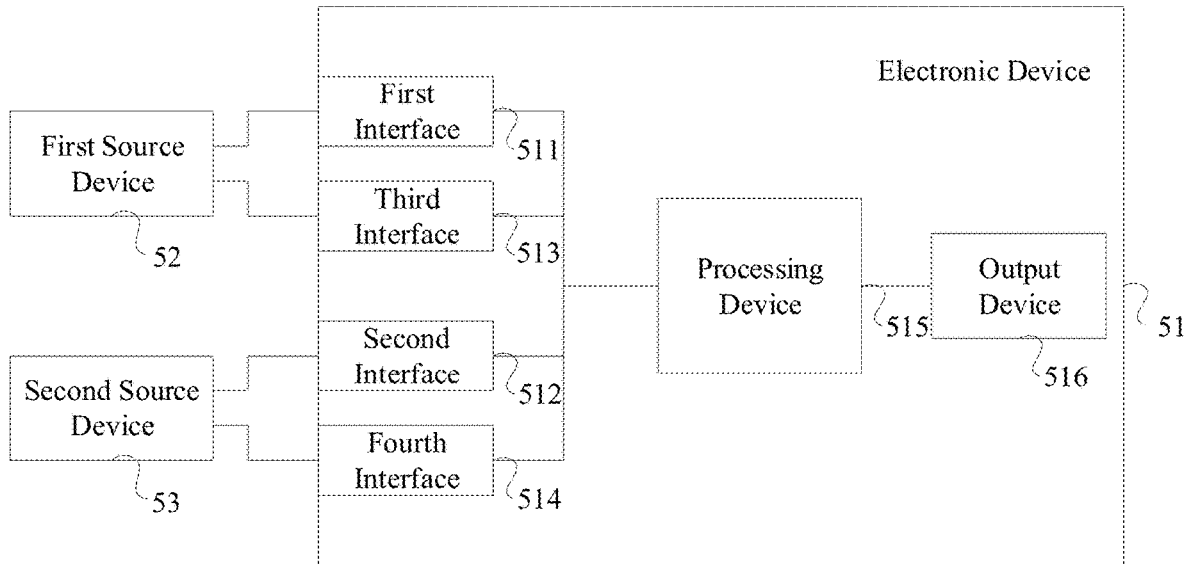 Electronic Device
First
Interface
511
First Source
Device
52
Third
Interface
513
Processing
Device
515
Output
Device
516
51
Second
Interface
512
Second Source
Device
53
Fourth
Interface
514